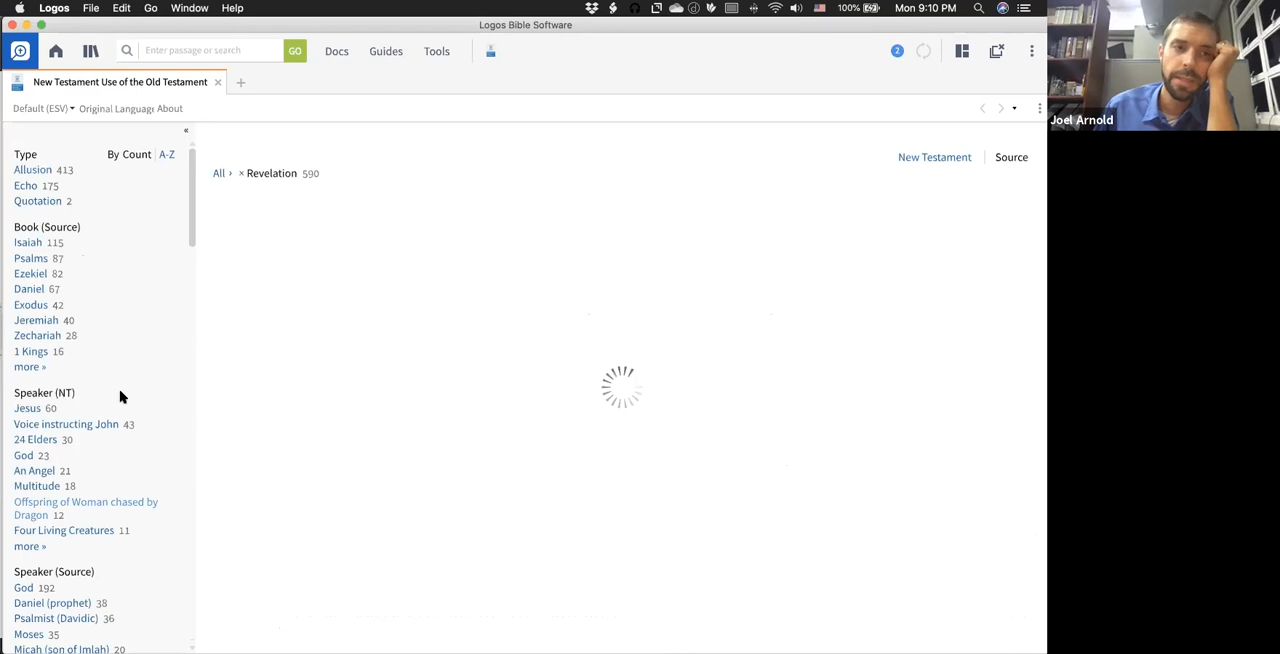 Logos File Edit Go Window Help
100% Mon 9:10 PM
Logos Bible Software
Enter passage or search GO Docs Guides Tools 2
New Testament Use of the Old Testament
Default (ESV) Original Language About
«
Type By Count A-Z
Allusion 413
Echo 175
Quotation 2
Book (Source)
Isaiah 115
Psalms 87
Ezekiel 82
Daniel 67
Exodus 42
Jeremiah 40
Zechariah 28
1 Kings 16
more »
Speaker (NT)
Jesus 60
Voice instructing John 43
24 Elders 30
God 23
An Angel 21
Multitude 18
Offspring of Woman chased by
Dragon 12
Four Living Creatures 11
more »
Speaker (Source)
God 192
Daniel (prophet) 38
Psalmist (Davidic) 36
Moses 35
Micah (son of Imlah) 20
New Testament Source
All › × Revelation 590
Joel Arnold